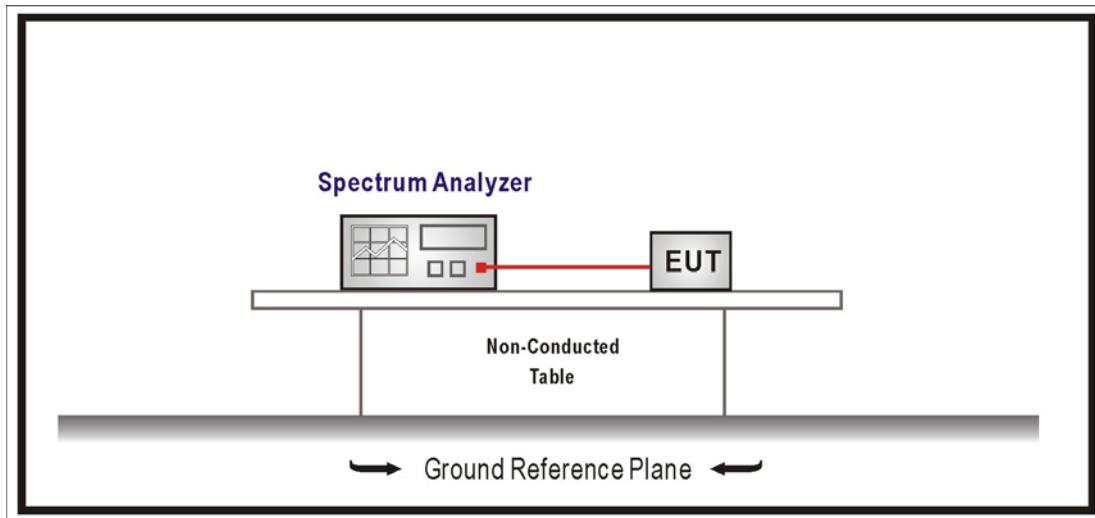 Spectrum Analyzer
EUT
Non-Conducted
Table
Ground Reference Plane